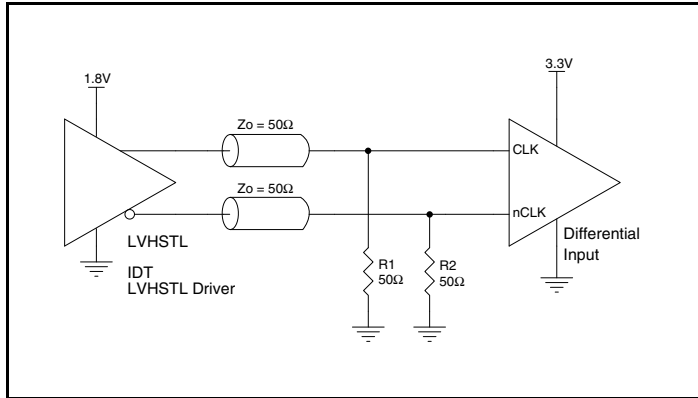 1.8V
3.3V
Zo = 50Ω
CLK
Zo = 50Ω
nCLK
LVHSTL
Differential
Input
IDT
LVHSTL Driver
R1
50Ω
R2
50Ω